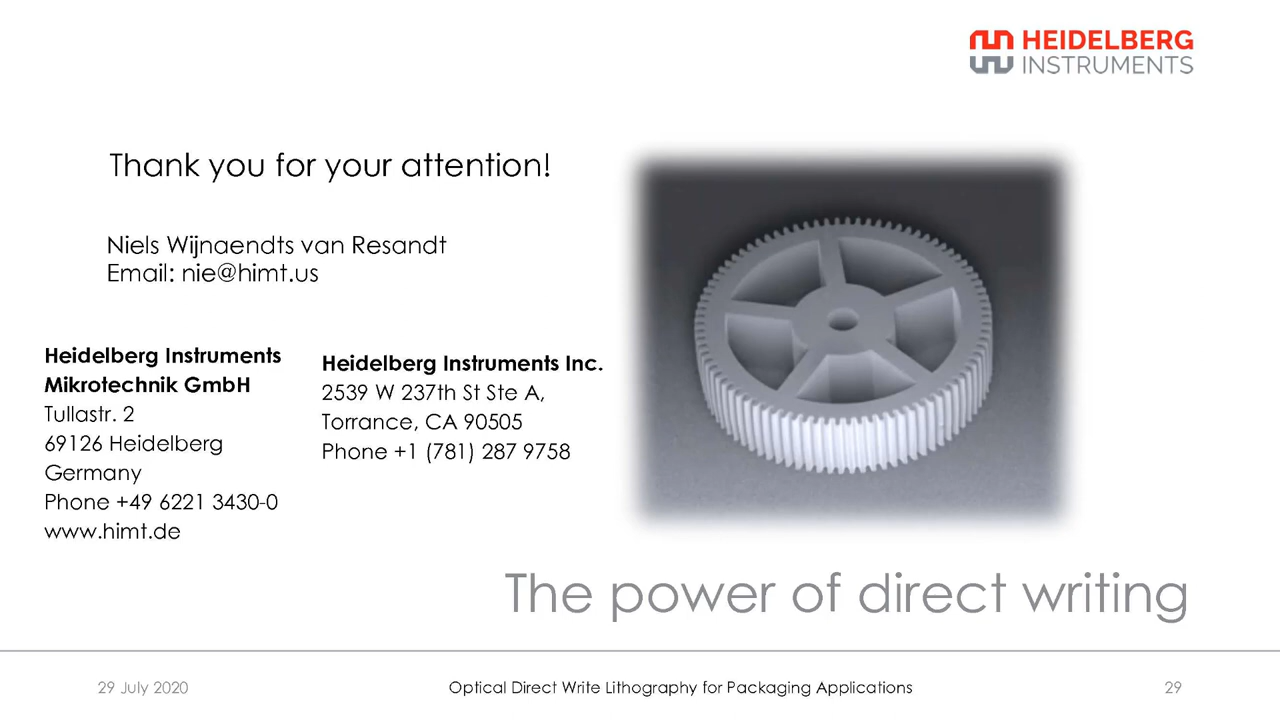 HEIDELBERG
INSTRUMENTS
Thank you for your attention!
Niels Wijnaendts van Resandt
Email: nie@himt.us
Heidelberg Instruments
Mikrotechnik GmbH
Tullastr. 2
69126 Heidelberg
Germany
Phone +49 6221 3430-0
www.himt.de
Heidelberg Instruments Inc.
2539 W 237th St Ste A,
Torrance, CA 90505
Phone +1 (781) 287 9758
The power of direct writing
29 July 2020
Optical Direct Write Lithography for Packaging Applications
29